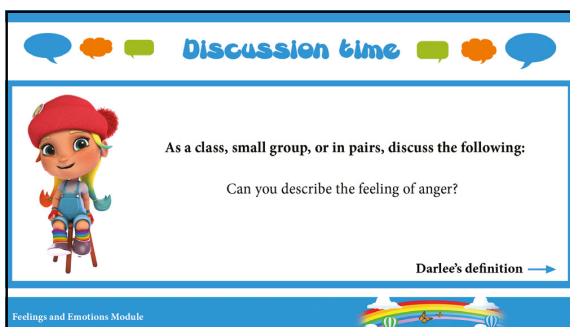 Discussion time
As a class, small group, or in pairs, discuss the following:
Can you describe the feeling of anger?
Darlee's definition
Feelings and Emotions Module